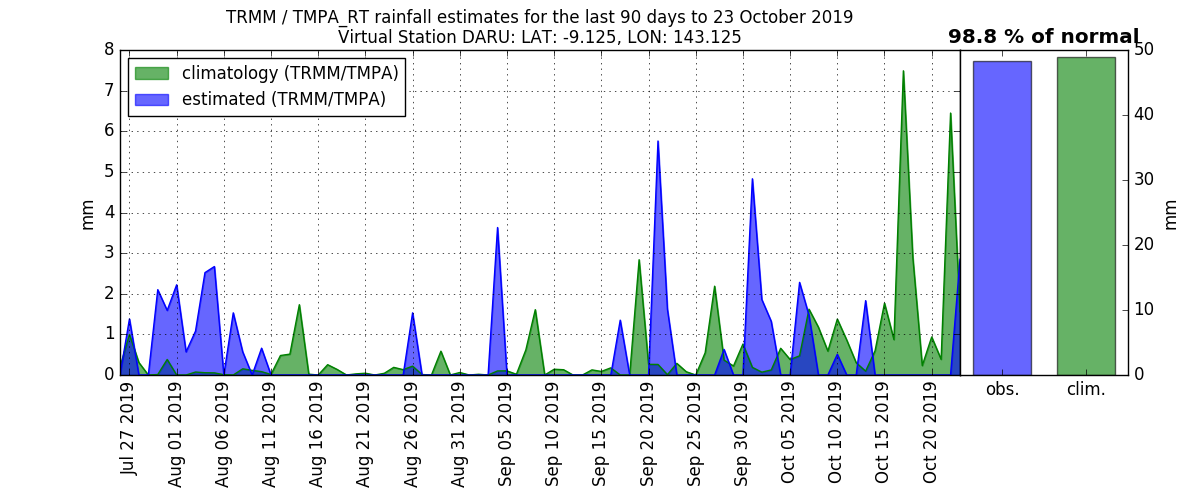 TRMM / TMPA_RT rainfall estimates for the last 90 days to 23 October 2019
Virtual Station DARU: LAT: -9.125, LON: 143.125
98.8 % of normal
climatology (TRMM/TMPA)
estimated (TRMM/TMPA)
8
7
6
5
4
3
2
1
0
mm
50
40
30
20
10
0
mm
obs.
clim.
Jul 27 2019
Aug 01 2019
Aug 06 2019
Aug 11 2019
Aug 16 2019
Aug 21 2019
Aug 26 2019
Aug 31 2019
Sep 05 2019
Sep 10 2019
Sep 15 2019
Sep 20 2019
Sep 25 2019
Sep 30 2019
Oct 05 2019
Oct 10 2019
Oct 15 2019
Oct 20 2019